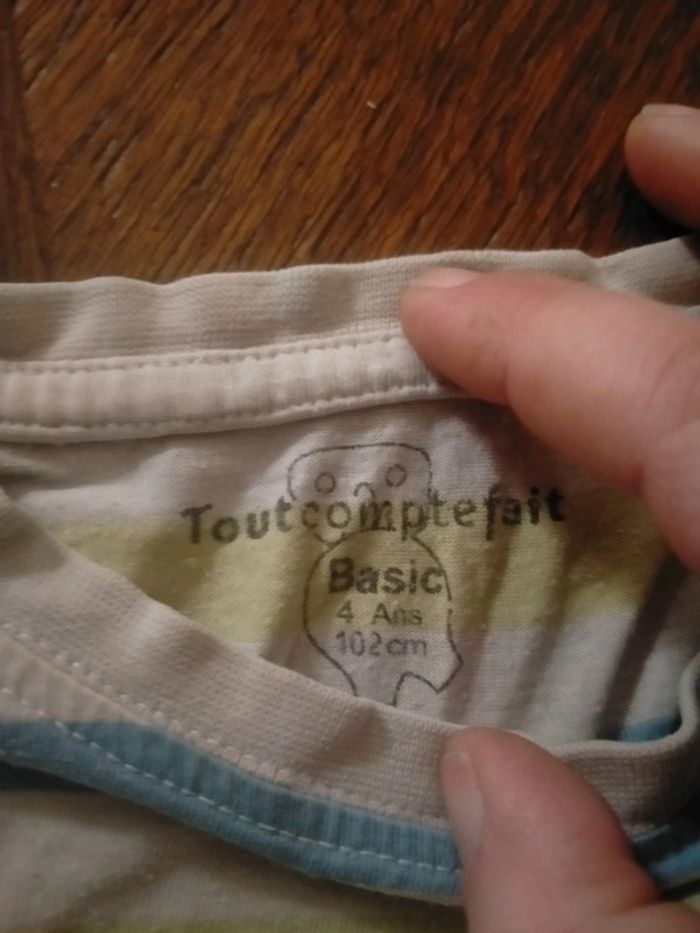 Toutcomptefait
Basic
4 Ans
102cm